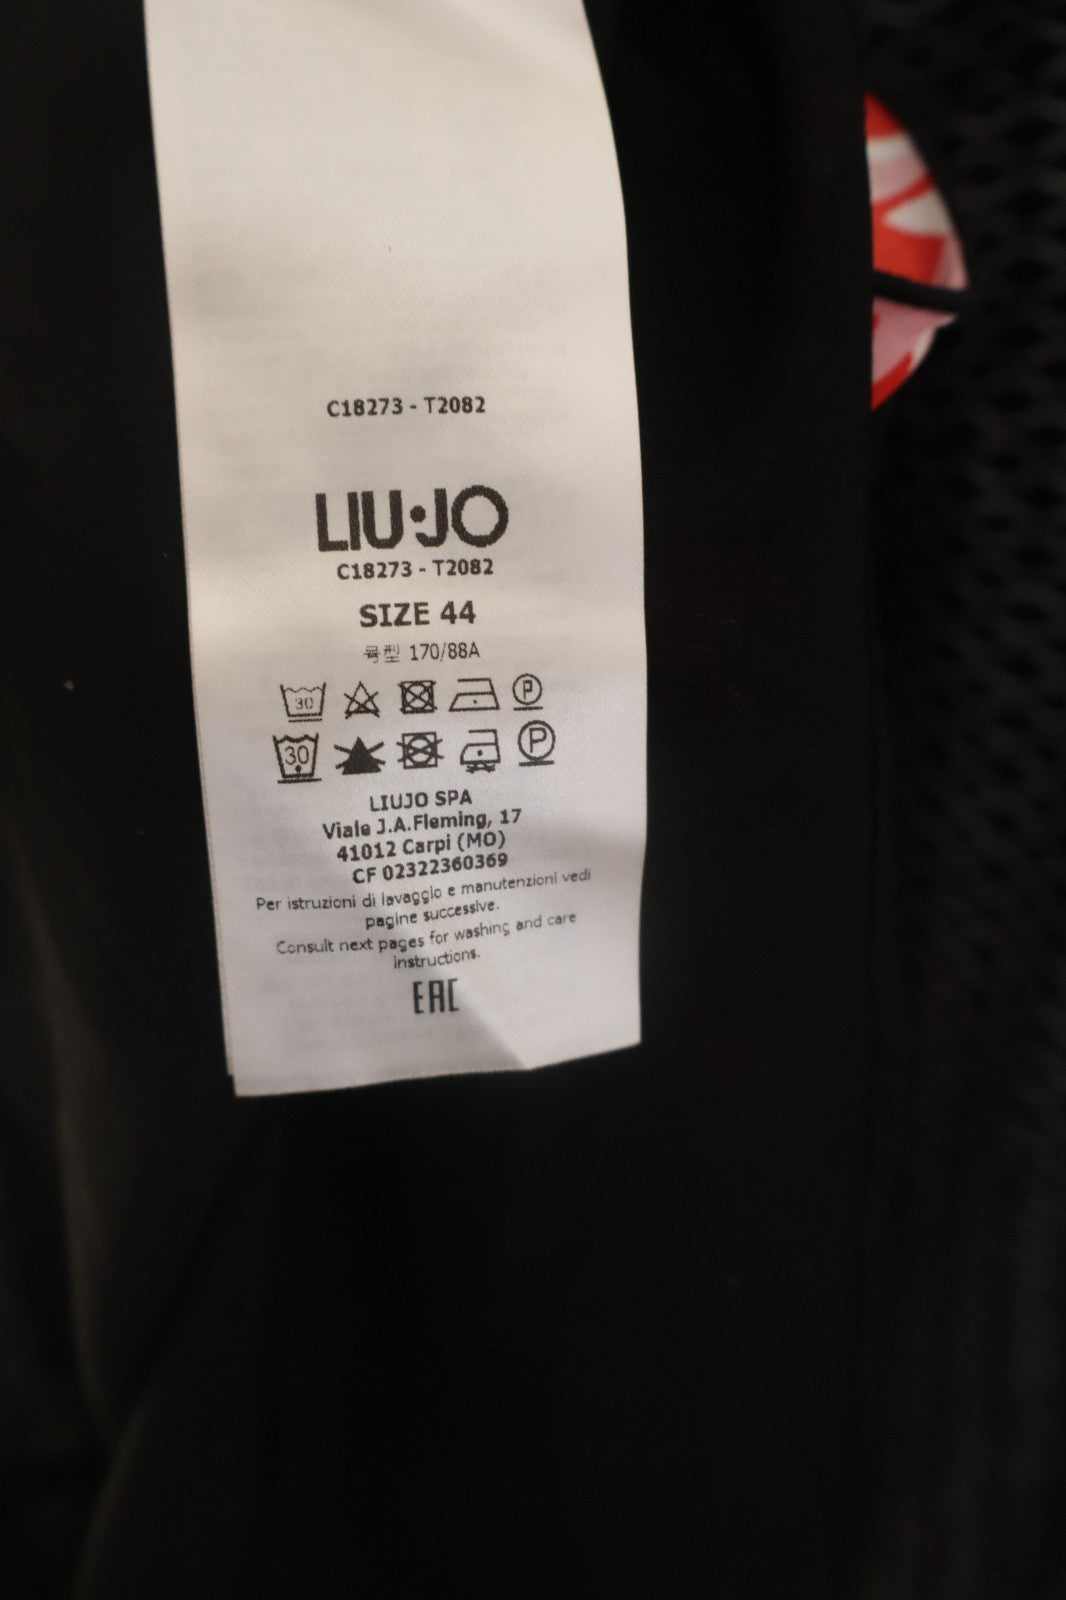 C18273 - T2082
LIU·JO
C18273 - T2082
SIZE 44
号型 170/88A
30 P
30 P
LIUJO SPA
Viale J.A.Fleming, 17
41012 Carpi (MO)
CF 02322360369
Per istruzioni di lavaggio e manutenzioni vedi
pagine successive.
Consult next pages for washing and care
instructions.
EAC